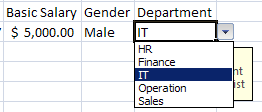 Basic Salary Gender Department
$ 5,000.00 Male IT
HR
Finance
IT
Operation
Sales